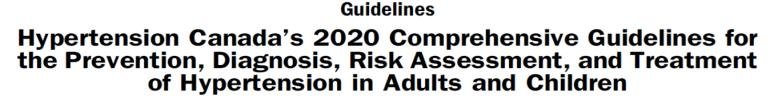 Guidelines
Hypertension Canada's 2020 Comprehensive Guidelines for
the Prevention, Diagnosis, Risk Assessment, and Treatment
of Hypertension in Adults and Children